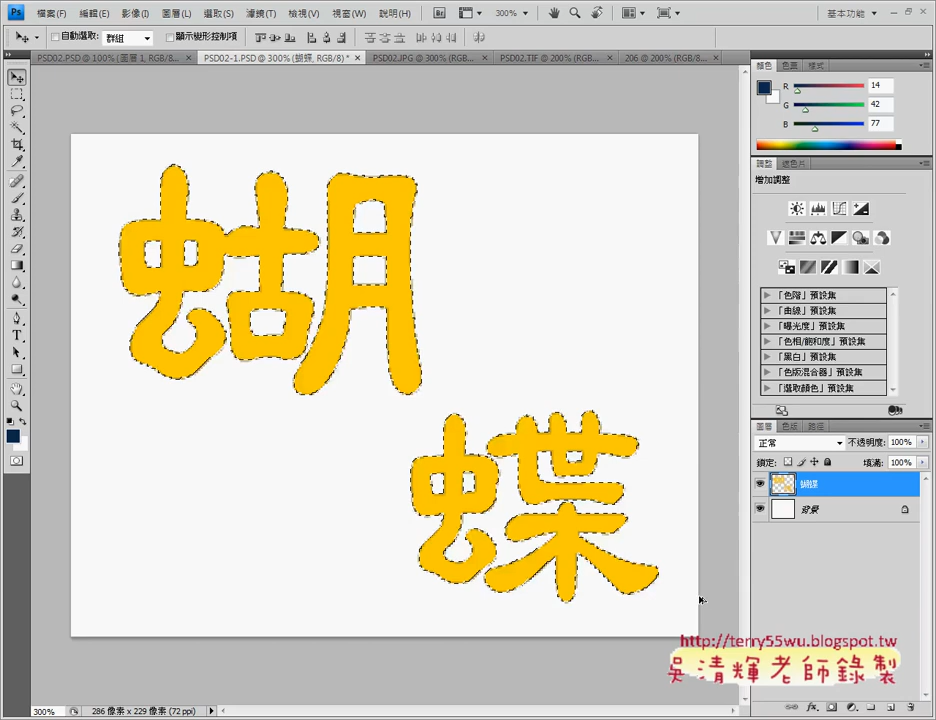 Ps 檔案(F) 編輯(E) 影像(I) 圖層(L) 選取(S) 濾鏡(T) 檢視(V) 視窗(W) 說明(H) Br 300% 基本功能
自動選取: 群組 顯示變形控制項
PSD02.PSD @ 100% (圖層 1, RGB/8... × PSD02-1.PSD @ 300% (蝴蝶, RGB/8) * × PSD02.JPG @ 300% (RGB/8... × PSD02.TIF @ 200% (RGB/8... × 206 @ 200% (RGB/8... ×
顏色 色票 樣式
R 14
G 42
B 77
調整 遮色片
增加調整
「色階」預設集
「曲線」預設集
「曝光度」預設集
「色相/飽和度」預設集
「黑白」預設集
「色版混合器」預設集
「選取顏色」預設集
圖層 色版 路徑
正常 不透明度: 100%
鎖定: 填滿: 100%
蝴蝶
背景
蝴
蝶
http://terry55wu.blogspot.tw
吳清輝老師錄製
300% 286 像素 x 229 像素 (72 ppi)